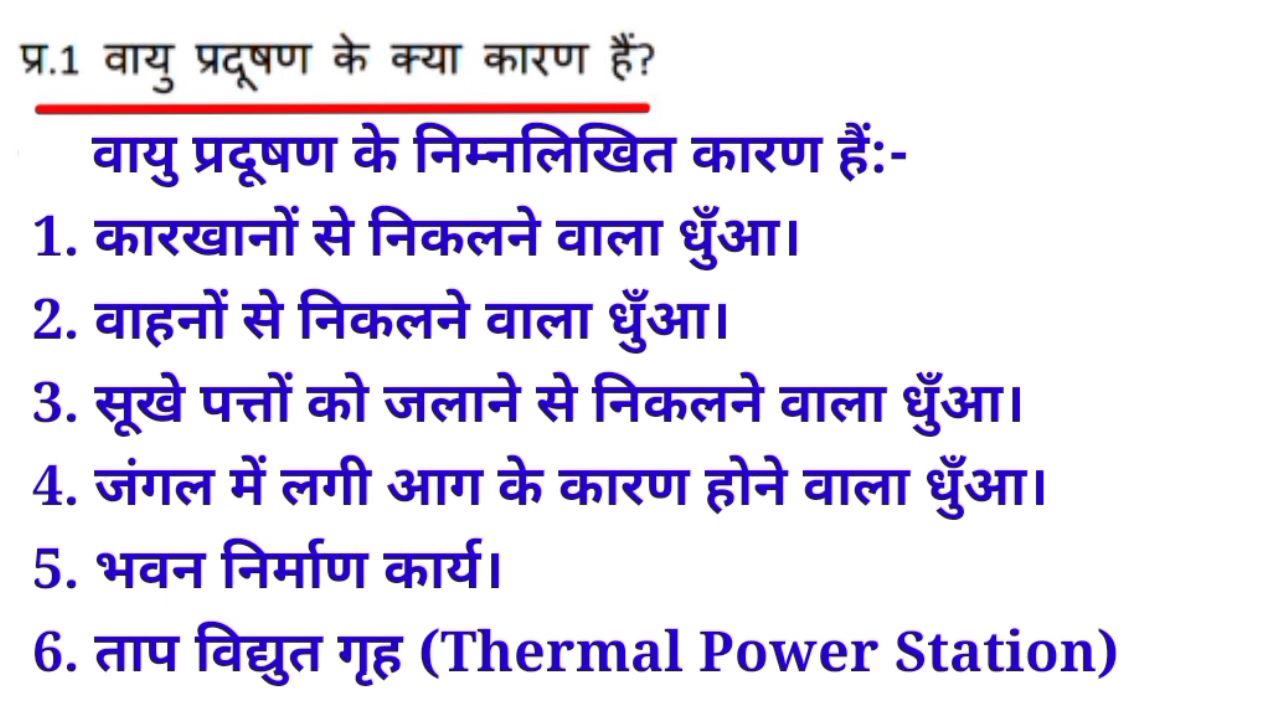 प्र.1 वायु प्रदूषण के क्या कारण हैं?
वायु प्रदूषण के निम्नलिखित कारण हैं:-
1. कारखानों से निकलने वाला धुँआ।
2. वाहनों से निकलने वाला धुँआ।
3. सूखे पत्तों को जलाने से निकलने वाला धुँआ।
4. जंगल में लगी आग के कारण होने वाला धुँआ।
5. भवन निर्माण कार्य।
6. ताप विद्युत गृह (Thermal Power Station)